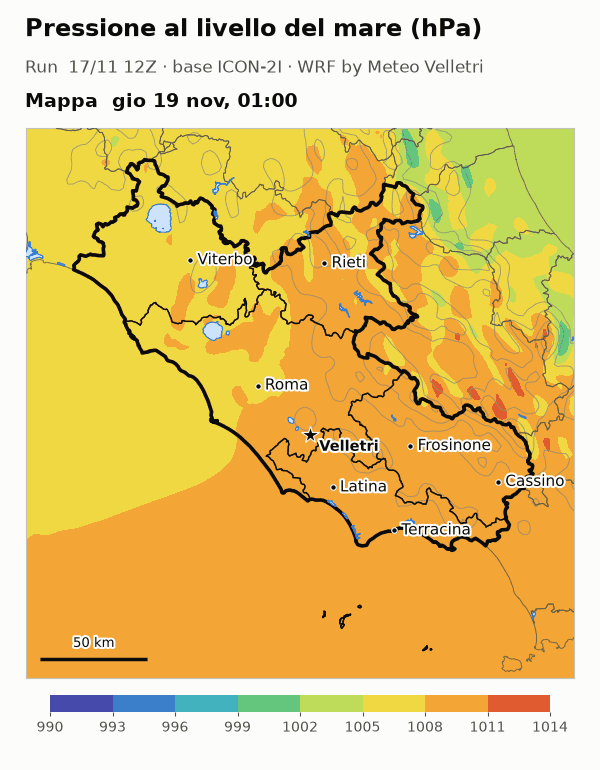 Pressione al livello del mare (hPa)
Run  17/11 12Z · base ICON-2I · WRF by Meteo Velletri
Mappa  gio 19 nov, 01:00
Viterbo
Rieti
Roma
Velletri
Frosinone
Cassino
Latina
Terracina
50 km
990 993 996 999 1002 1005 1008 1011 1014